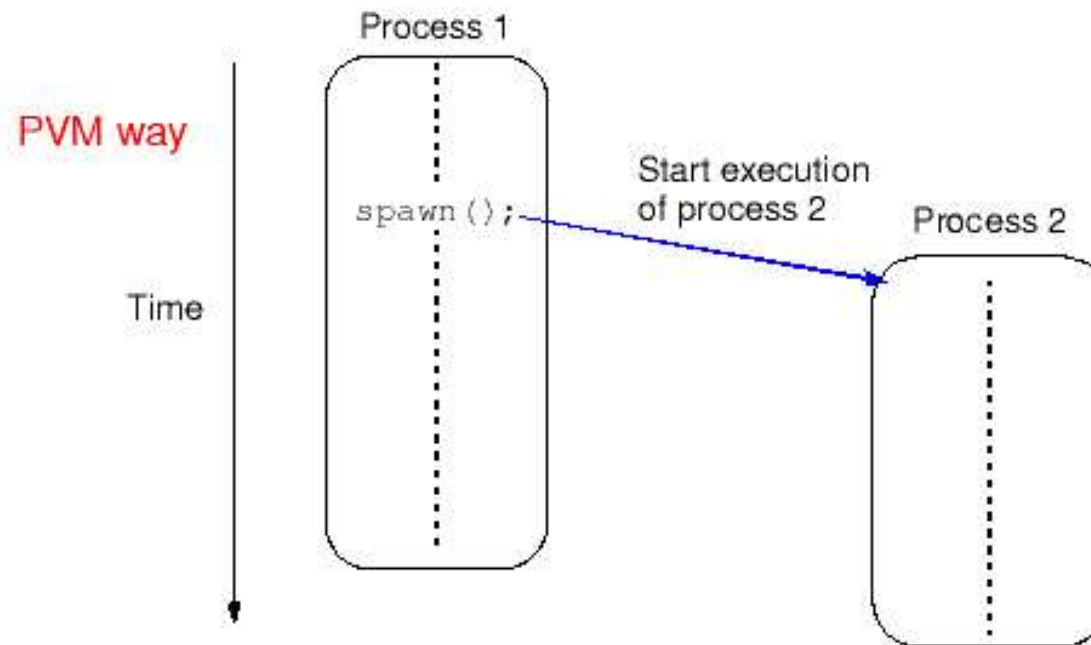 Process 1
PVM way
Start execution
of process 2
spawn();
Process 2
Time